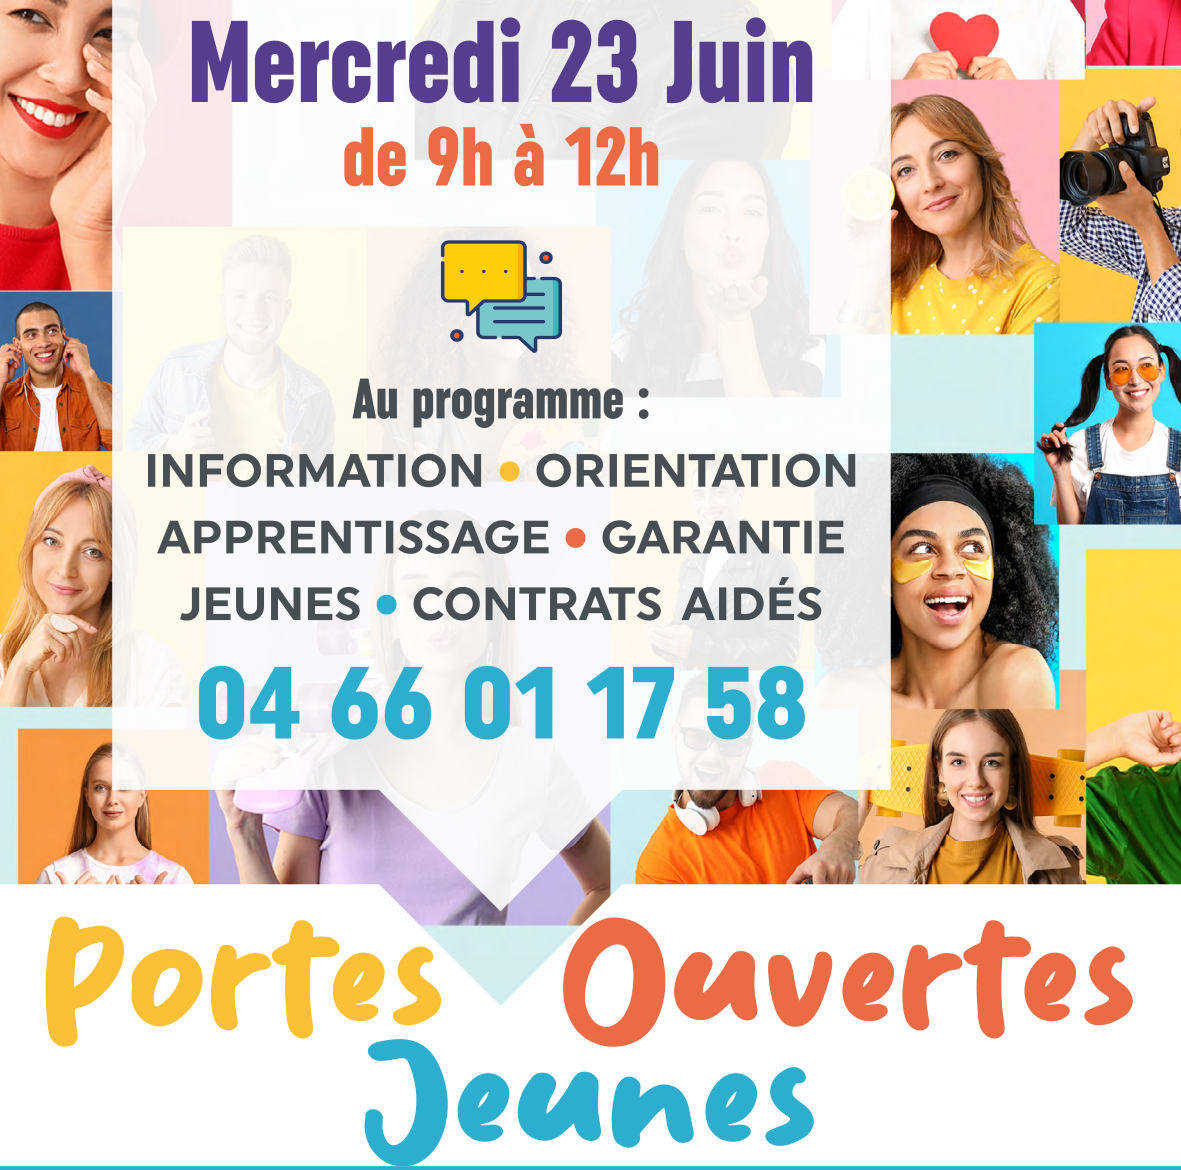 Mercredi 23 Juin
de 9h à 12h
Au programme :
INFORMATION • ORIENTATION
APPRENTISSAGE • GARANTIE
JEUNES • CONTRATS AIDÉS
04 66 01 17 58
Portes Ouvertes
Jeunes